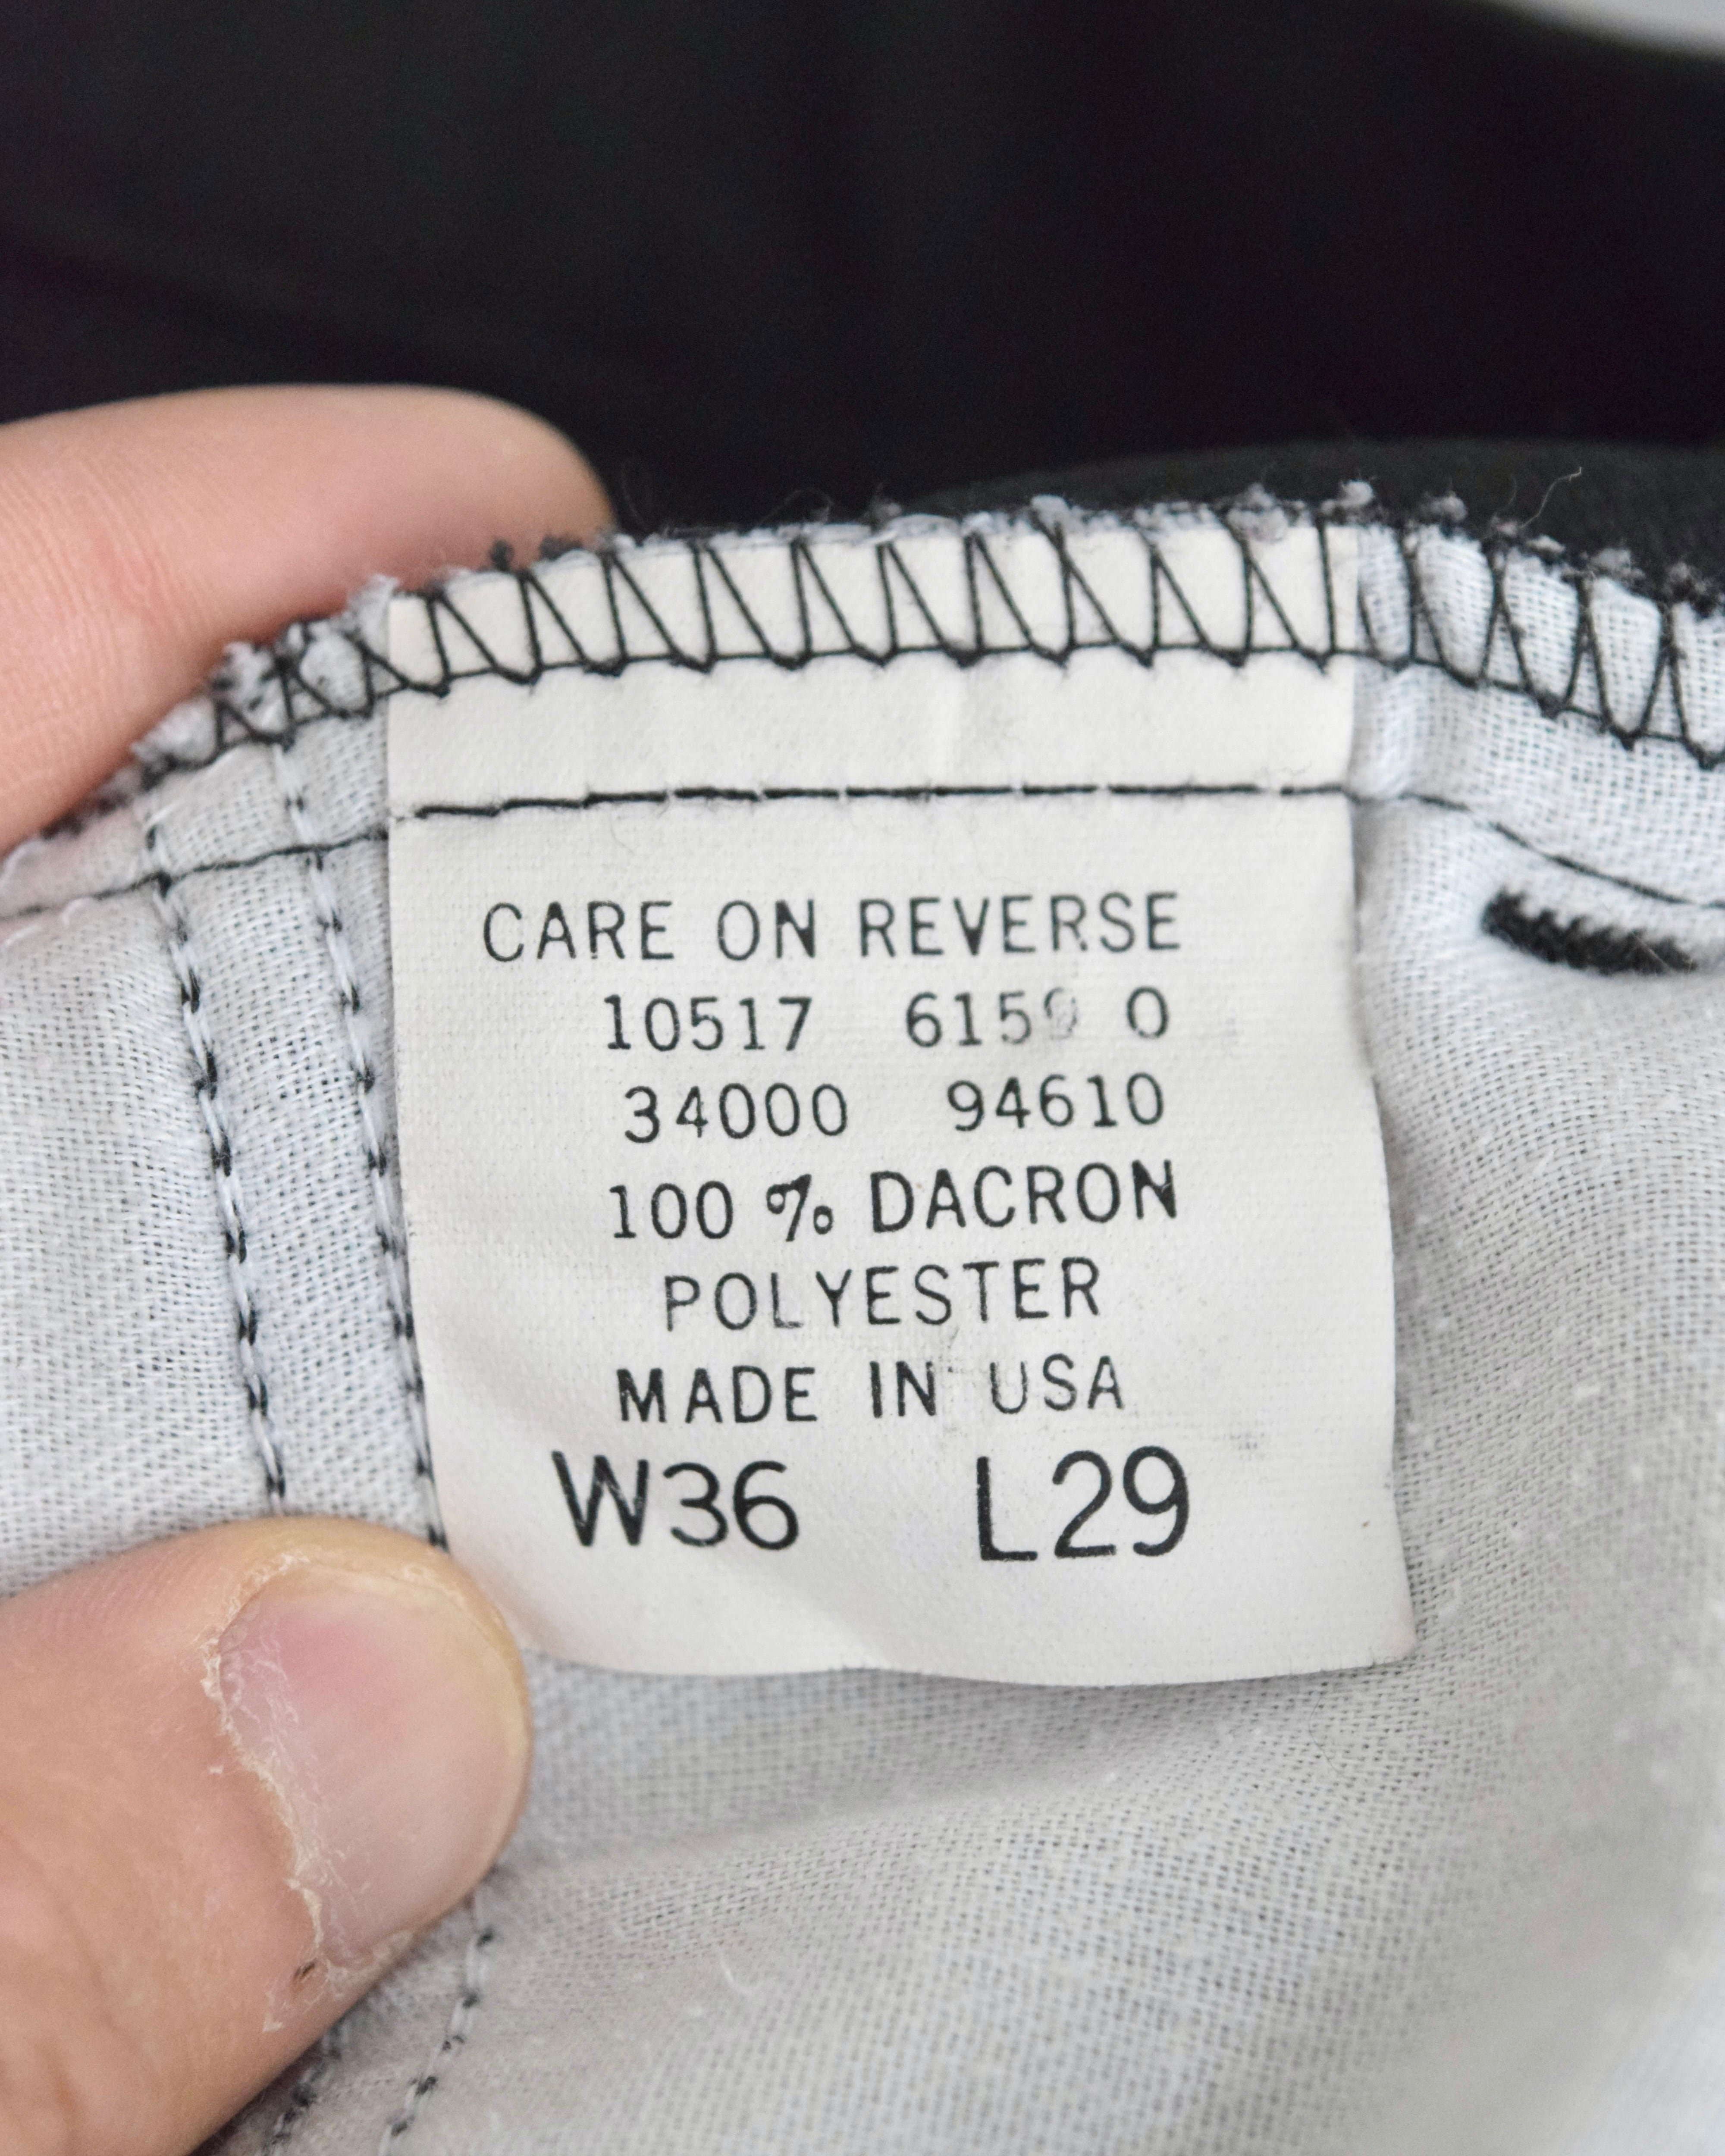 CARE ON REVERSE
10517 O
34000 94610
100 % DACRON
POLYESTER
MADE IN USA
W36 L29